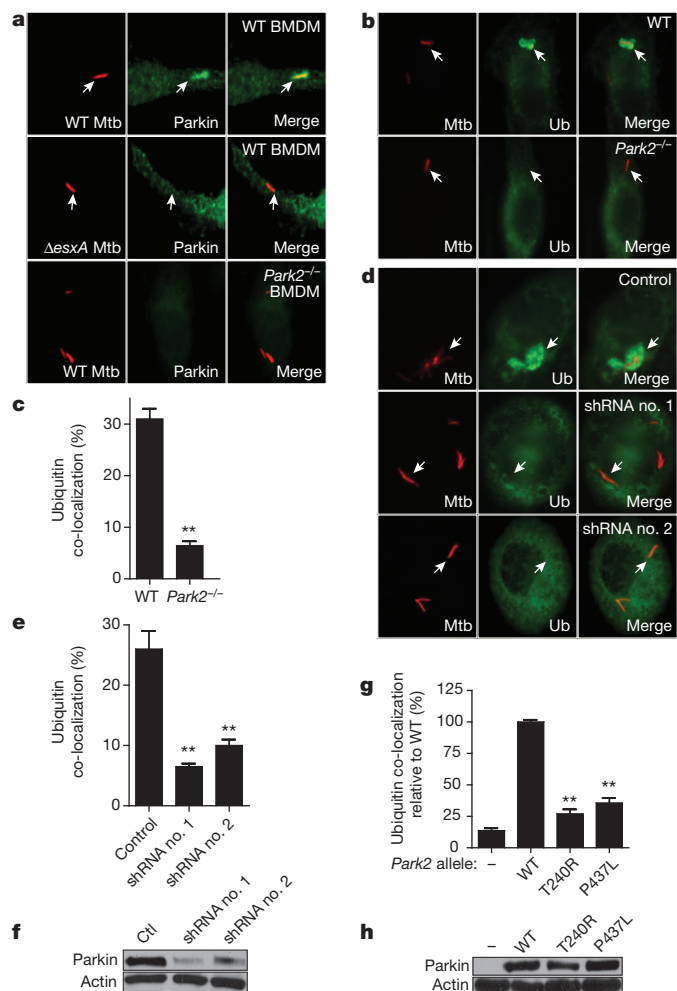 a
WT BMDM
WT Mtb
Parkin
Merge
WT BMDM
ΔesxA Mtb
Parkin
Merge
Park2–/–
BMDM
WT Mtb
Parkin
Merge
b
WT
Mtb
Ub
Merge
Park2–/–
Mtb
Ub
Merge
c
Ubiquitin
co-localization (%)
30
20
10
0
**
WT
Park2–/–
d
Control
Mtb
Ub
Merge
shRNA no. 1
Mtb
Ub
Merge
shRNA no. 2
Mtb
Ub
Merge
e
Ubiquitin
co-localization (%)
30
20
10
0
**
**
Control
shRNA no. 1
shRNA no. 2
f
Ctl
shRNA no. 1
shRNA no. 2
Parkin
Actin
g
Ubiquitin co-localization
relative to WT (%)
125
100
75
50
25
0
**
**
Park2 allele:
–
WT
T240R
P437L
h
–
WT
T240R
P437L
Parkin
Actin